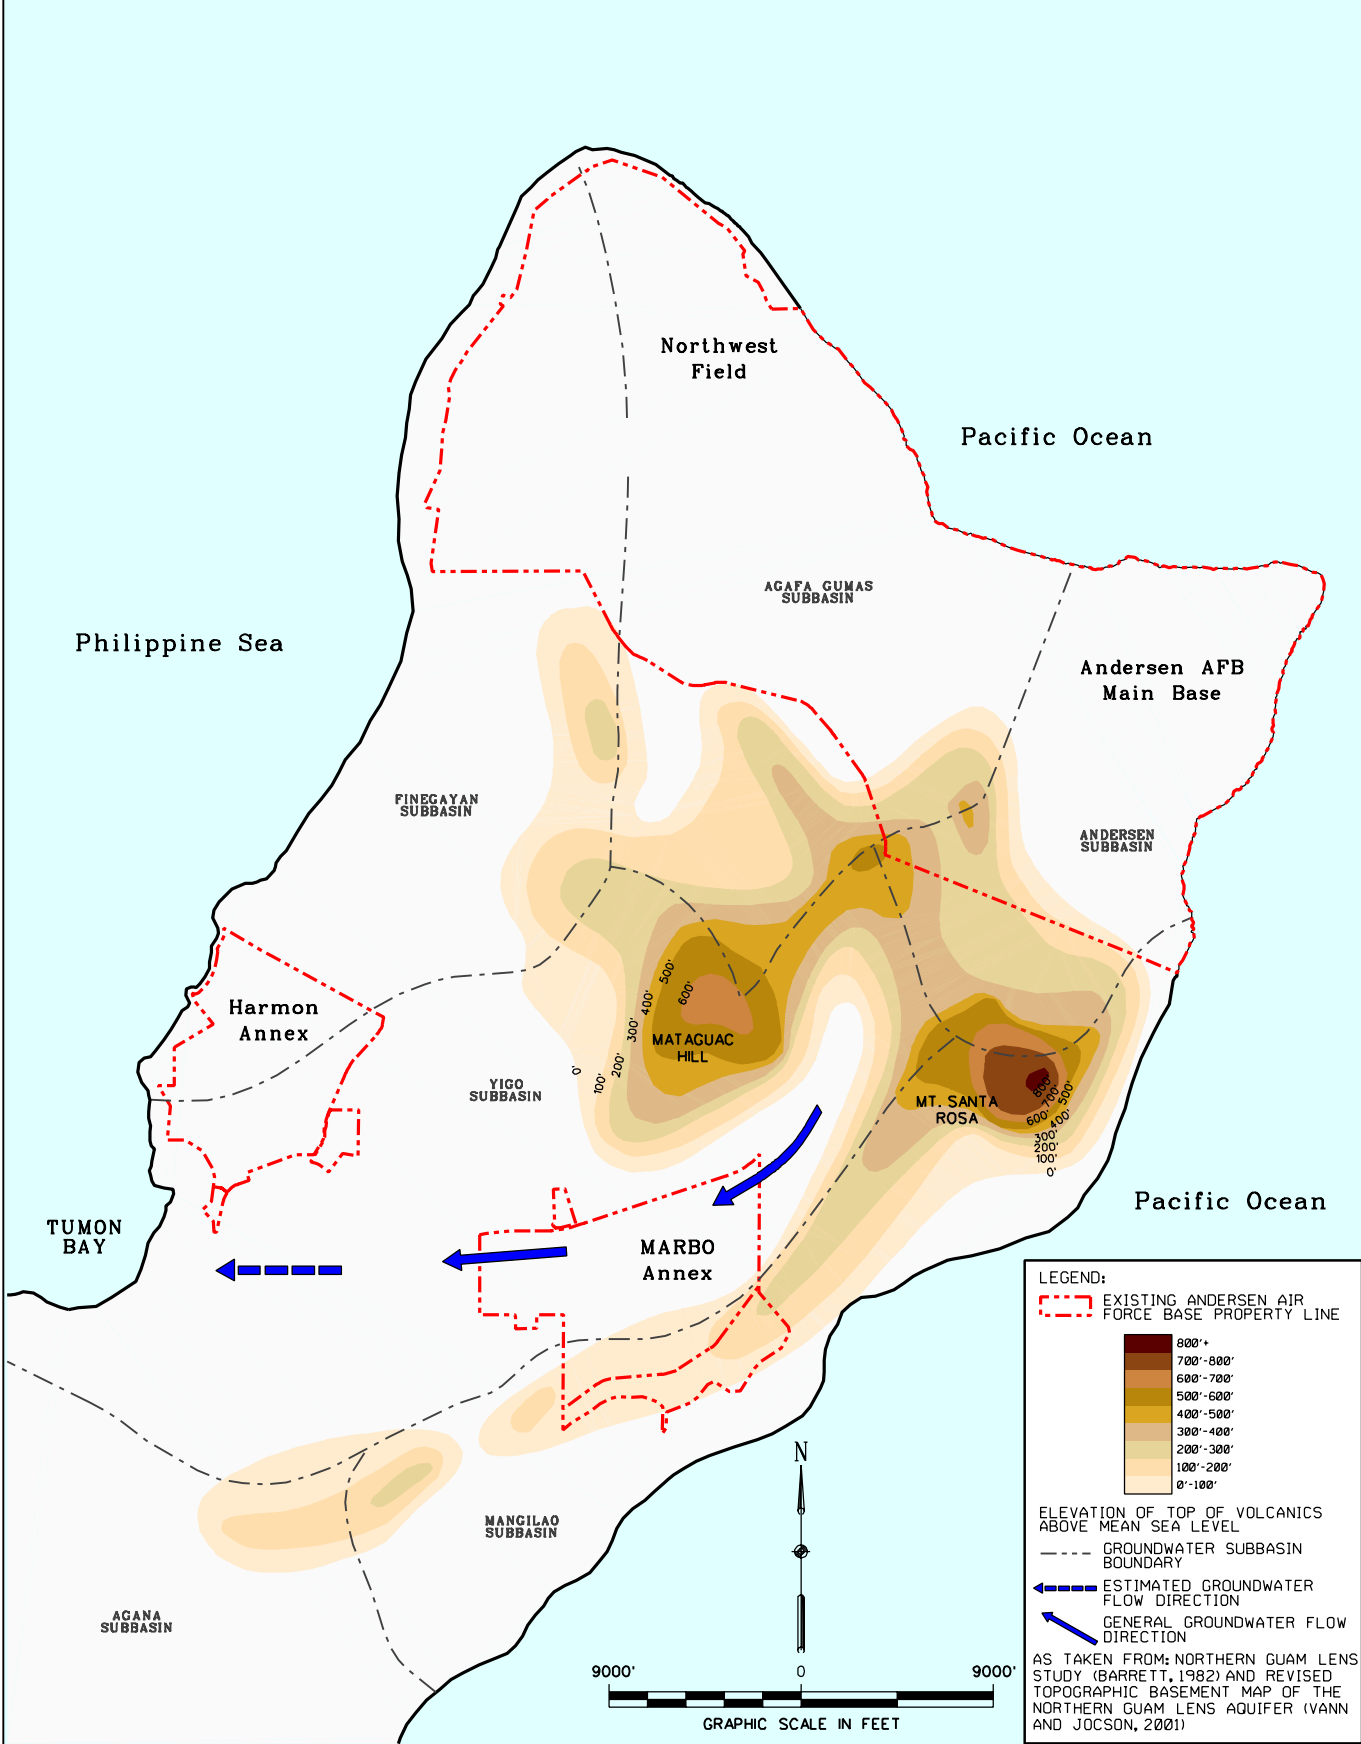 Northwest
Field
Pacific Ocean
AGAFA GUMAS
SUBBASIN
Philippine Sea
Andersen AFB
Main Base
FINEGAYAN
SUBBASIN
ANDERSEN
SUBBASIN
500'
600'
400'
300'
200'
100'
0'
Harmon
Annex
MATAGUAC
HILL
YIGO
SUBBASIN
MT. SANTA
ROSA
800'
700'
500'
600'
400'
300'
200'
100'
0'
Pacific Ocean
TUMON
BAY
MARBO
Annex
MANGILAO
SUBBASIN
AGANA
SUBBASIN
N
9000'
0
9000'
GRAPHIC SCALE IN FEET
LEGEND:
EXISTING ANDERSEN AIR
FORCE BASE PROPERTY LINE
800'+
700'-800'
600'-700'
500'-600'
400'-500'
300'-400'
200'-300'
100'-200'
0'-100'
ELEVATION OF TOP OF VOLCANICS
ABOVE MEAN SEA LEVEL
GROUNDWATER SUBBASIN
BOUNDARY
ESTIMATED GROUNDWATER
FLOW DIRECTION
GENERAL GROUNDWATER FLOW
DIRECTION
AS TAKEN FROM: NORTHERN GUAM LENS
STUDY (BARRETT, 1982) AND REVISED
TOPOGRAPHIC BASEMENT MAP OF THE
NORTHERN GUAM LENS AQUIFER (VANN
AND JOCSON, 2001)